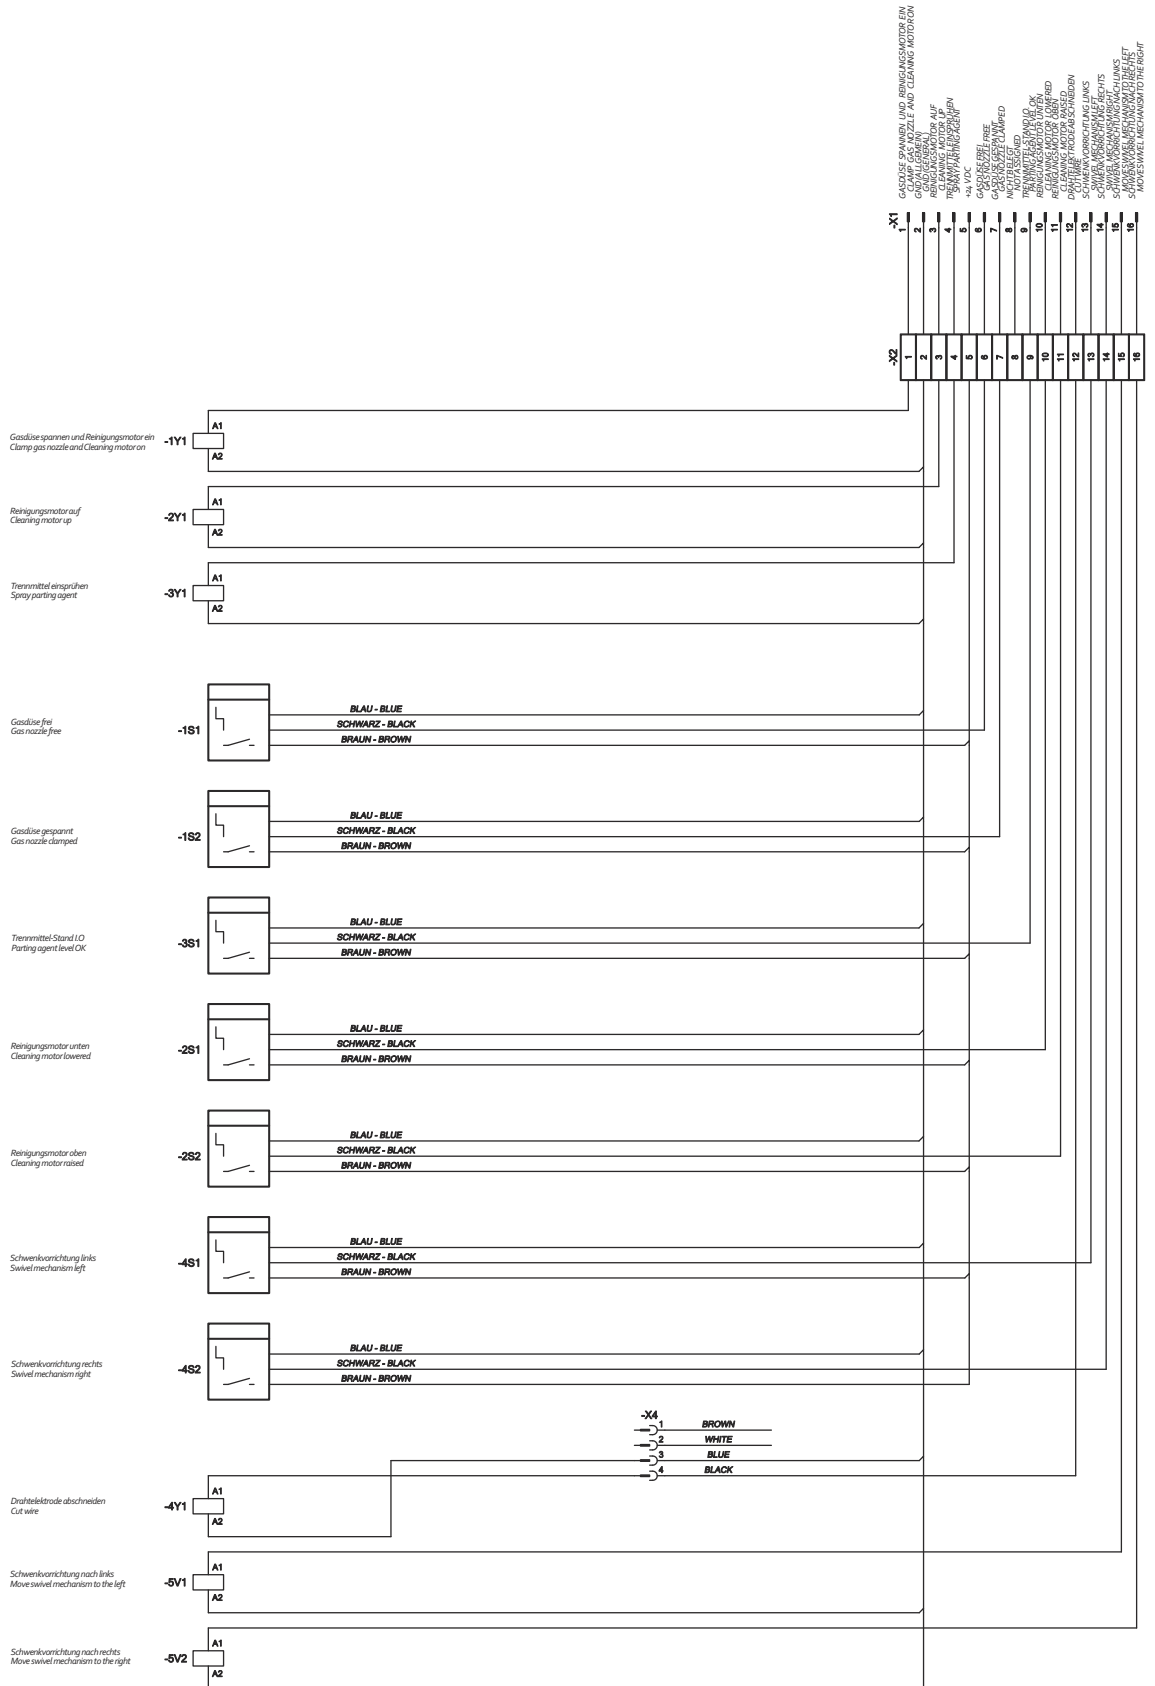 GASDÜSE SPANNEN UND REINIGUNGSMOTOR EIN
CLAMP GAS NOZZLE AND CLEANING MOTOR ON
GND(ALLGEMEIN)
GND(GENERAL)
REINIGUNGSMOTOR AUF
CLEANING MOTOR UP
TRENNMITTEL EINSPRÜHEN
SPRAY PARTING AGENT
+24 VDC
GASDÜSE FREI
GAS NOZZLE FREE
GASDÜSE GESPANNT
GAS NOZZLE CLAMPED
NICHT BELEGT
NOT ASSIGNED
TRENNMITTEL-STAND I.O
PARTING AGENT LEVEL OK
REINIGUNGSMOTOR UNTEN
CLEANING MOTOR LOWERED
REINIGUNGSMOTOR OBEN
CLEANING MOTOR RAISED
DRAHTELEKTRODE ABSCHNEIDEN
CUT WIRE
SCHWENKVORRICHTUNG LINKS
SWIVEL MECHANISM LEFT
SCHWENKVORRICHTUNG RECHTS
SWIVEL MECHANISM RIGHT
SCHWENKVORRICHTUNG NACH LINKS
MOVE SWIVEL MECHANISM TO THE LEFT
SCHWENKVORRICHTUNG NACH RECHTS
MOVE SWIVEL MECHANISM TO THE RIGHT
-X1
1 2 3 4 5 6 7 8 9 10 11 12 13 14 15 16
-X2
1 2 3 4 5 6 7 8 9 10 11 12 13 14 15 16
Gasdüse spannen und Reinigungsmotor ein
Clamp gas nozzle and Cleaning motor on
-1Y1
A1
A2
Reinigungsmotor auf
Cleaning motor up
-2Y1
A1
A2
Trennmittel einsprühen
Spray parting agent
-3Y1
A1
A2
Gasdüse frei
Gas nozzle free
-1S1
BLAU - BLUE
SCHWARZ - BLACK
BRAUN - BROWN
Gasdüse gespannt
Gas nozzle clamped
-1S2
BLAU - BLUE
SCHWARZ - BLACK
BRAUN - BROWN
Trennmittel-Stand I.O
Parting agent level OK
-3S1
BLAU - BLUE
SCHWARZ - BLACK
BRAUN - BROWN
Reinigungsmotor unten
Cleaning motor lowered
-2S1
BLAU - BLUE
SCHWARZ - BLACK
BRAUN - BROWN
Reinigungsmotor oben
Cleaning motor raised
-2S2
BLAU - BLUE
SCHWARZ - BLACK
BRAUN - BROWN
Schwenkvorrichtung links
Swivel mechanism left
-4S1
BLAU - BLUE
SCHWARZ - BLACK
BRAUN - BROWN
Schwenkvorrichtung rechts
Swivel mechanism right
-4S2
BLAU - BLUE
SCHWARZ - BLACK
BRAUN - BROWN
-X4
1 BROWN
2 WHITE
3 BLUE
4 BLACK
Drahtelektrode abschneiden
Cut wire
-4Y1
A1
A2
Schwenkvorrichtung nach links
Move swivel mechanism to the left
-5V1
A1
A2
Schwenkvorrichtung nach rechts
Move swivel mechanism to the right
-5V2
A1
A2